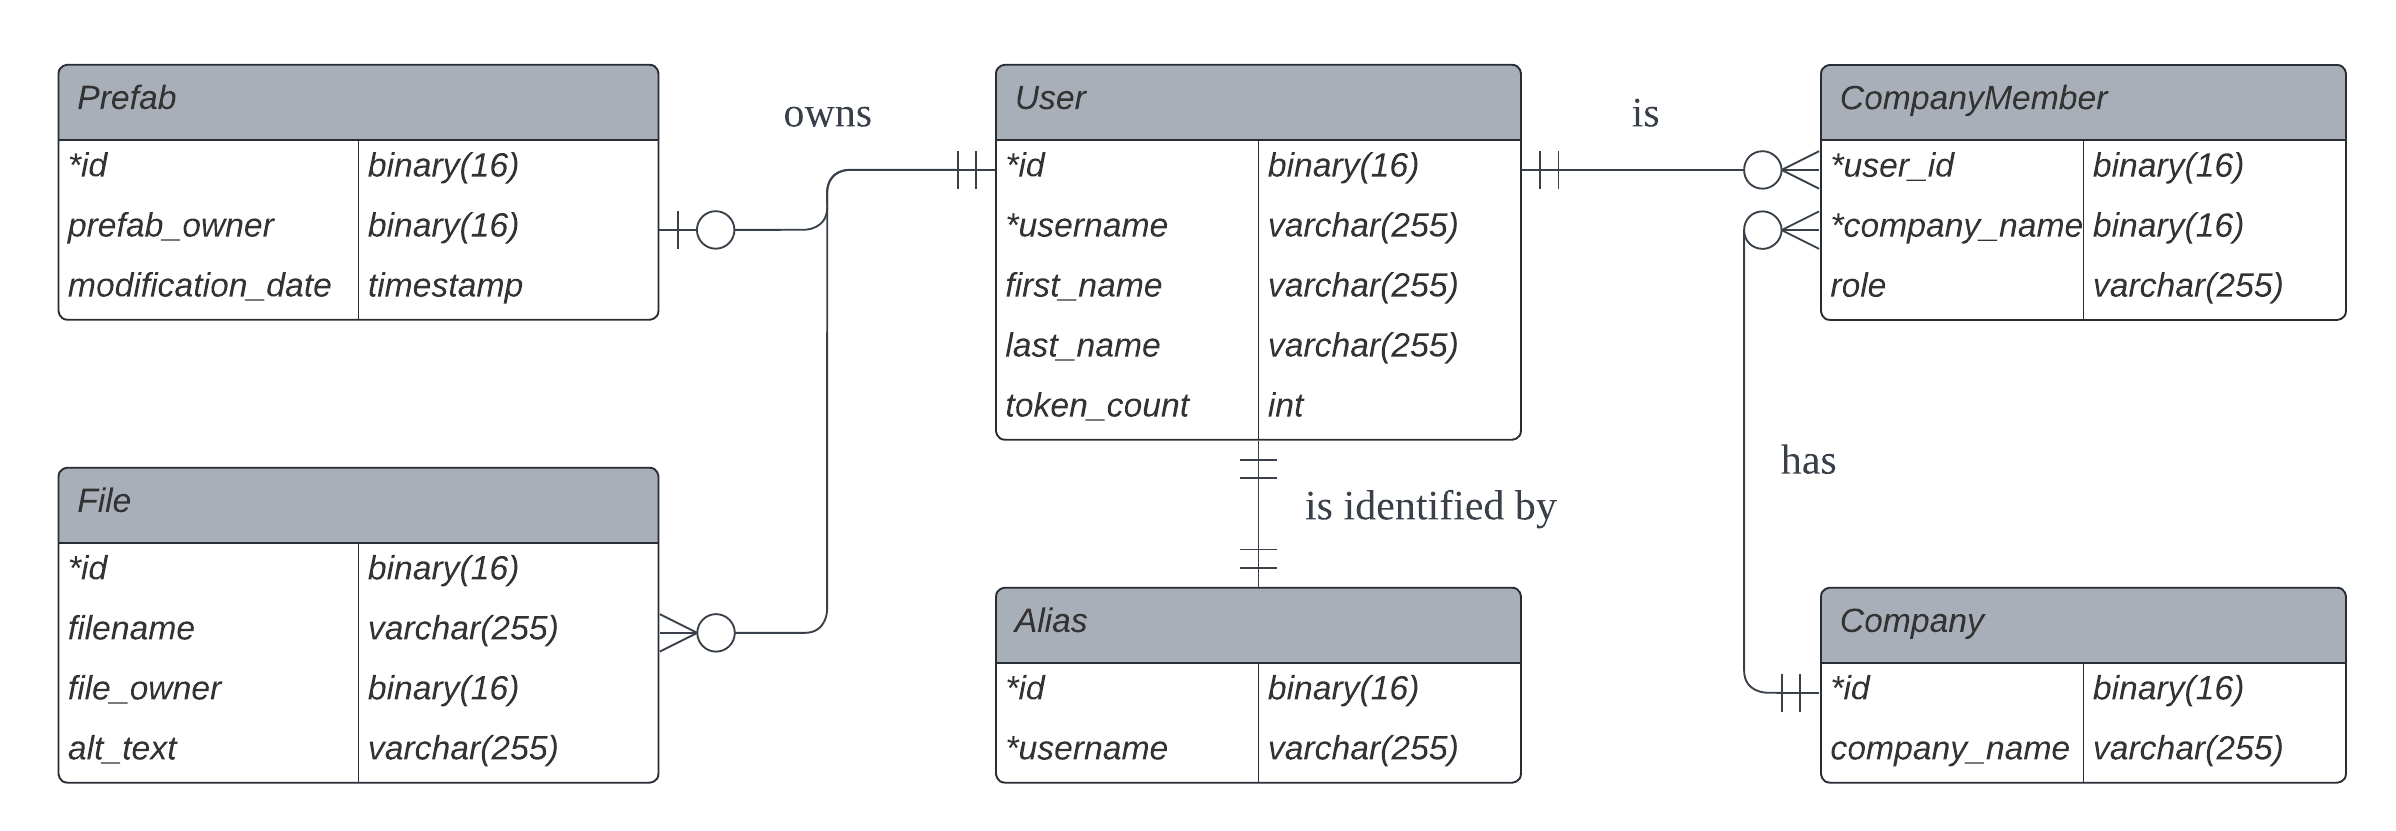 Prefab
*id binary(16)
prefab_owner binary(16)
modification_date timestamp
owns
User
*id binary(16)
*username varchar(255)
first_name varchar(255)
last_name varchar(255)
token_count int
is
CompanyMember
*user_id binary(16)
*company_name binary(16)
role varchar(255)
File
*id binary(16)
filename varchar(255)
file_owner binary(16)
alt_text varchar(255)
is identified by
Alias
*id binary(16)
*username varchar(255)
has
Company
*id binary(16)
company_name varchar(255)